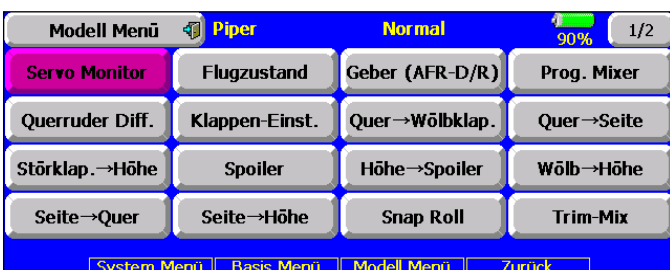 Modell Menü Piper Normal 90% 1/2
Servo Monitor Flugzustand Geber (AFR-D/R) Prog. Mixer
Querruder Diff. Klappen-Einst. Quer→Wölbklap. Quer→Seite
Störklap.→Höhe Spoiler Höhe→Spoiler Wölb→Höhe
Seite→Quer Seite→Höhe Snap Roll Trim-Mix
System Menü Basis Menü Modell Menü Zurück